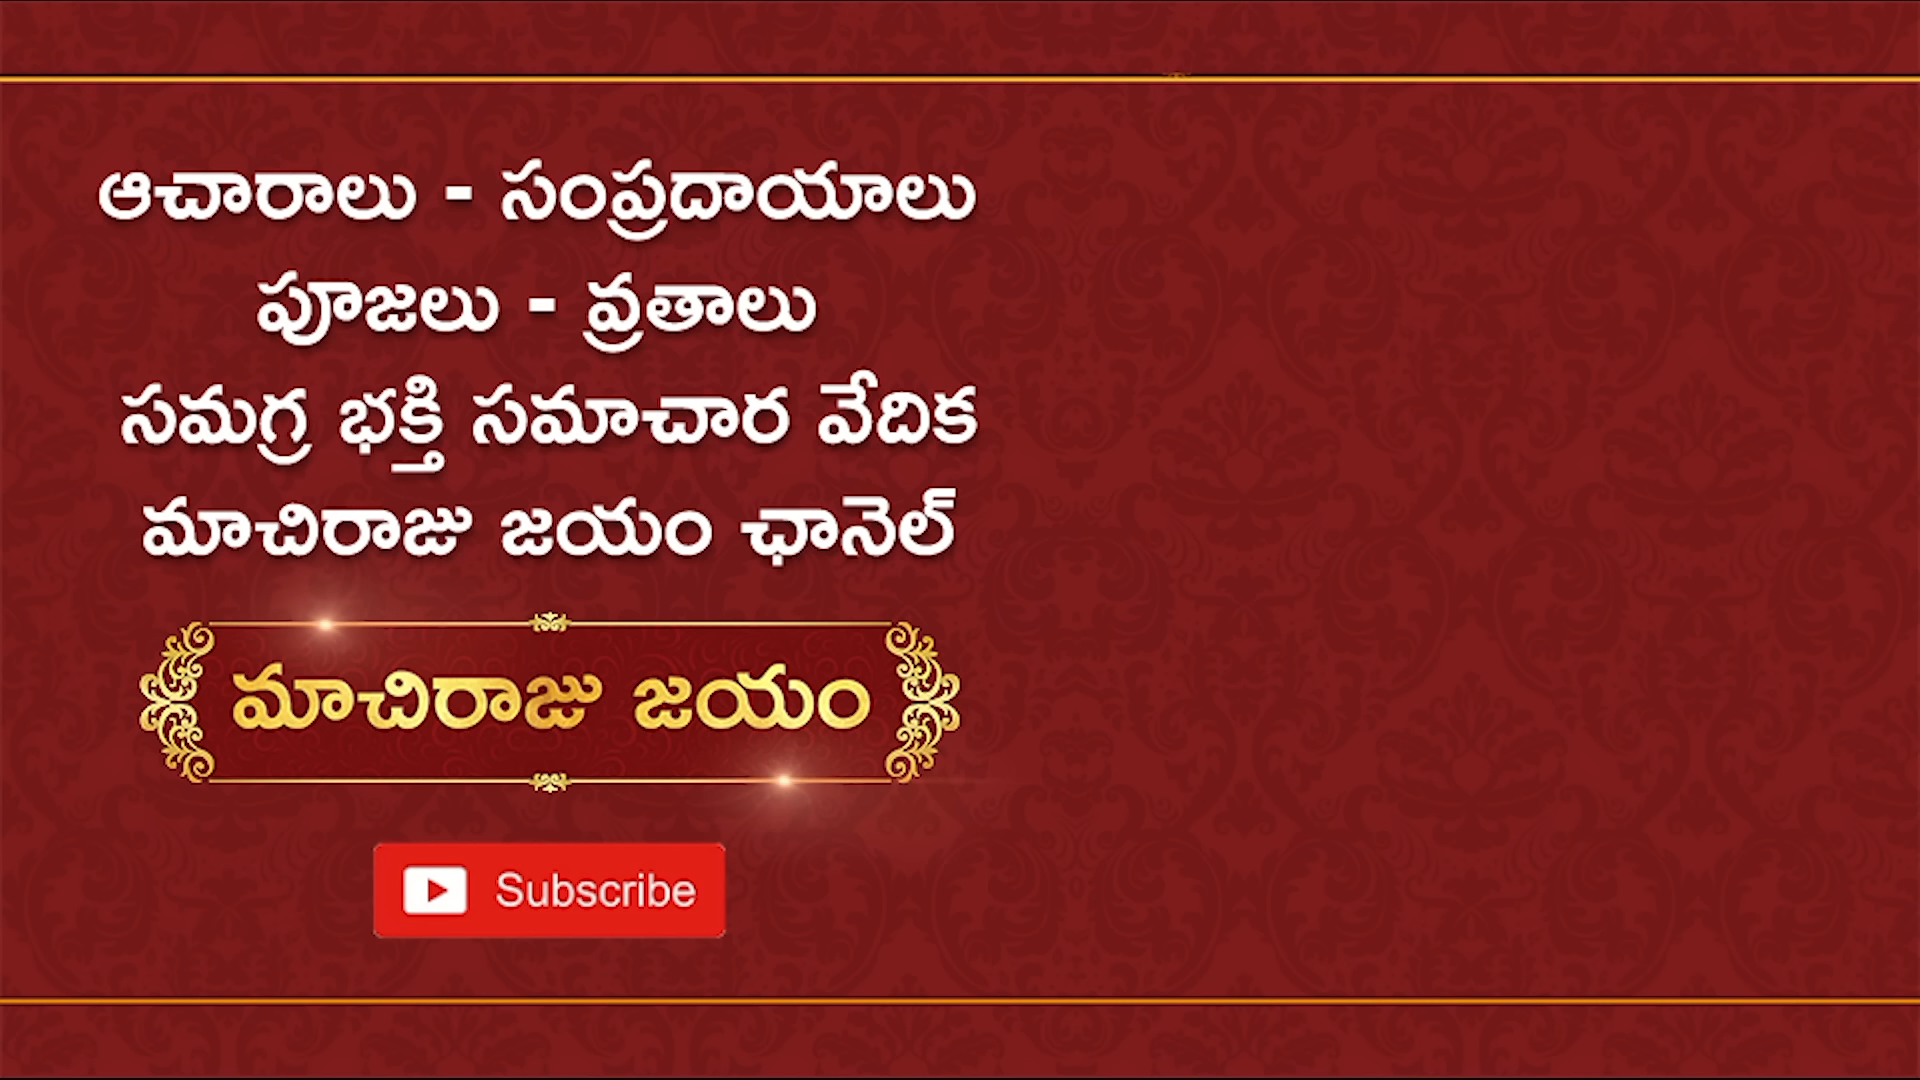 ఆచారాలు - సంప్రదాయాలు
పూజలు - వ్రతాలు
సమగ్ర భక్తి సమాచార వేదిక
మాచిరాజు జయం ఛానెల్
మాచిరాజు జయం
Subscribe